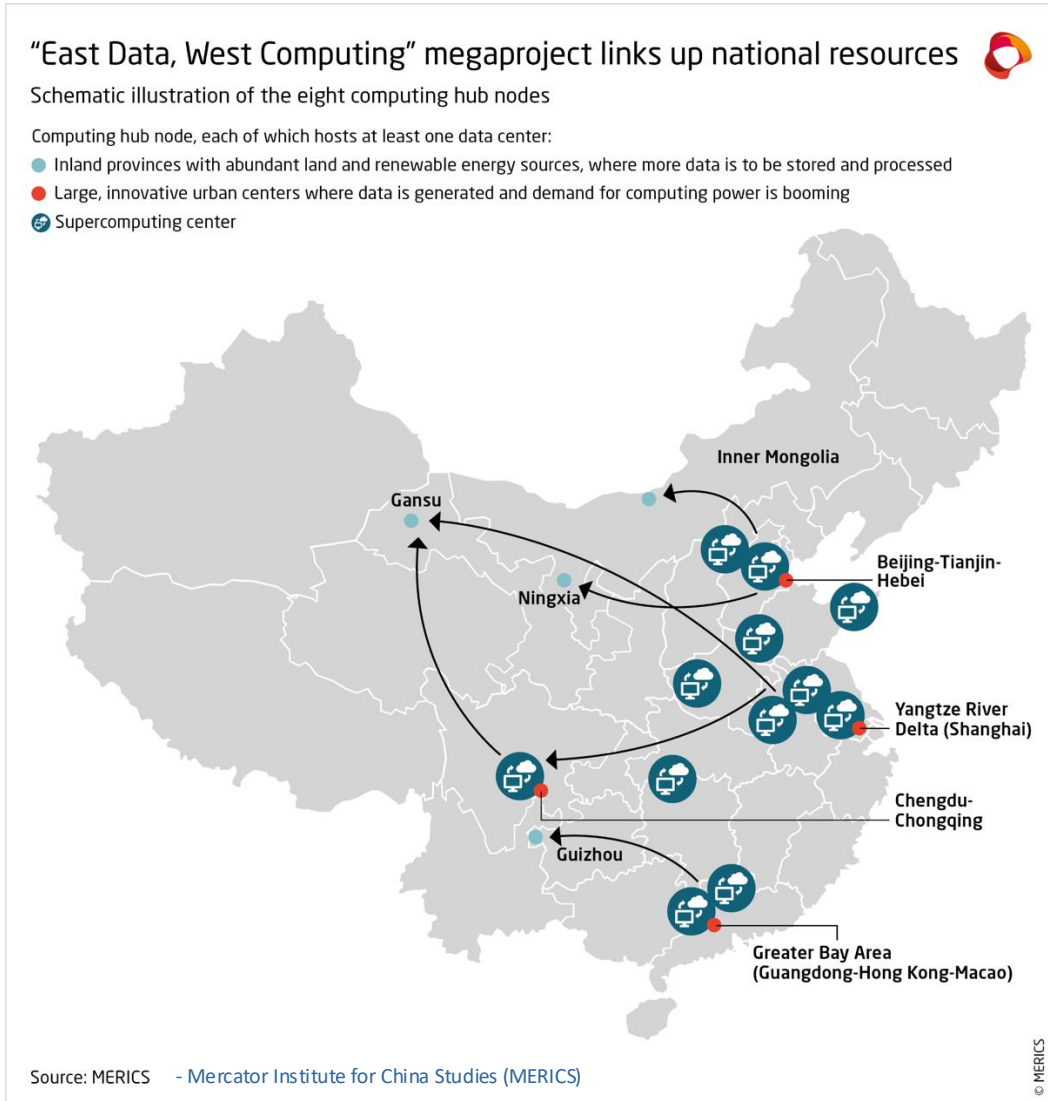 “East Data, West Computing” megaproject links up national resources
Schematic illustration of the eight computing hub nodes
Computing hub node, each of which hosts at least one data center:
Inland provinces with abundant land and renewable energy sources, where more data is to be stored and processed
Large, innovative urban centers where data is generated and demand for computing power is booming
Supercomputing center
Inner Mongolia
Gansu
Beijing-Tianjin-
Hebei
Ningxia
Yangtze River
Delta (Shanghai)
Chengdu-
Chongqing
Guizhou
Greater Bay Area
(Guangdong-Hong Kong-Macao)
Source: MERICS - Mercator Institute for China Studies (MERICS)
© MERICS